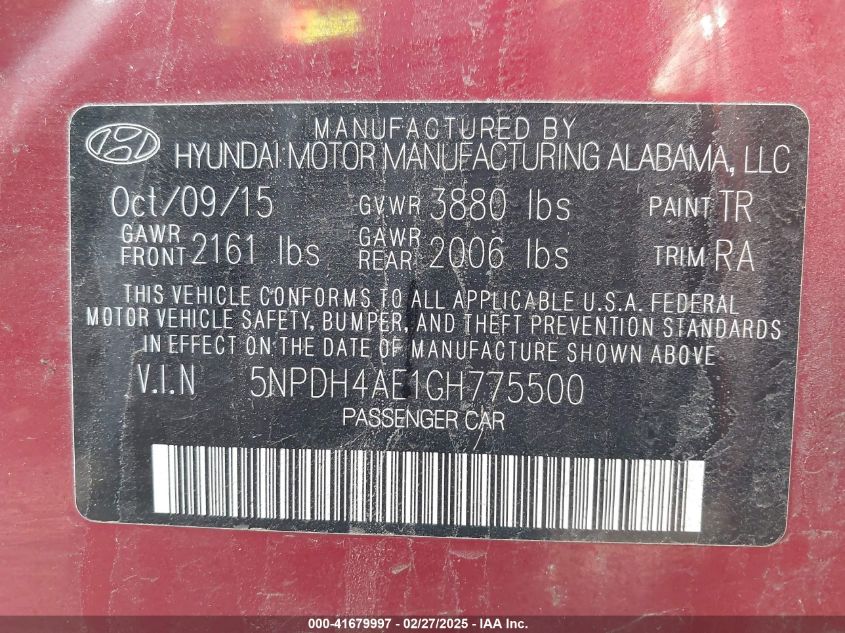 MANUFACTURED BY
HYUNDAI MOTOR MANUFACTURING ALABAMA, LLC
Oct/09/15 GVWR 3880 lbs PAINT TR
GAWR FRONT 2161 lbs GAWR REAR 2006 lbs TRIM RA
THIS VEHICLE CONFORMS TO ALL APPLICABLE U.S.A. FEDERAL
MOTOR VEHICLE SAFETY, BUMPER, AND THEFT PREVENTION STANDARDS
IN EFFECT ON THE DATE OF MANUFACTURE SHOWN ABOVE
V.I.N 5NPDH4AE1GH775500
PASSENGER CAR
000-41679997 - 02/27/2025 - IAAI.com